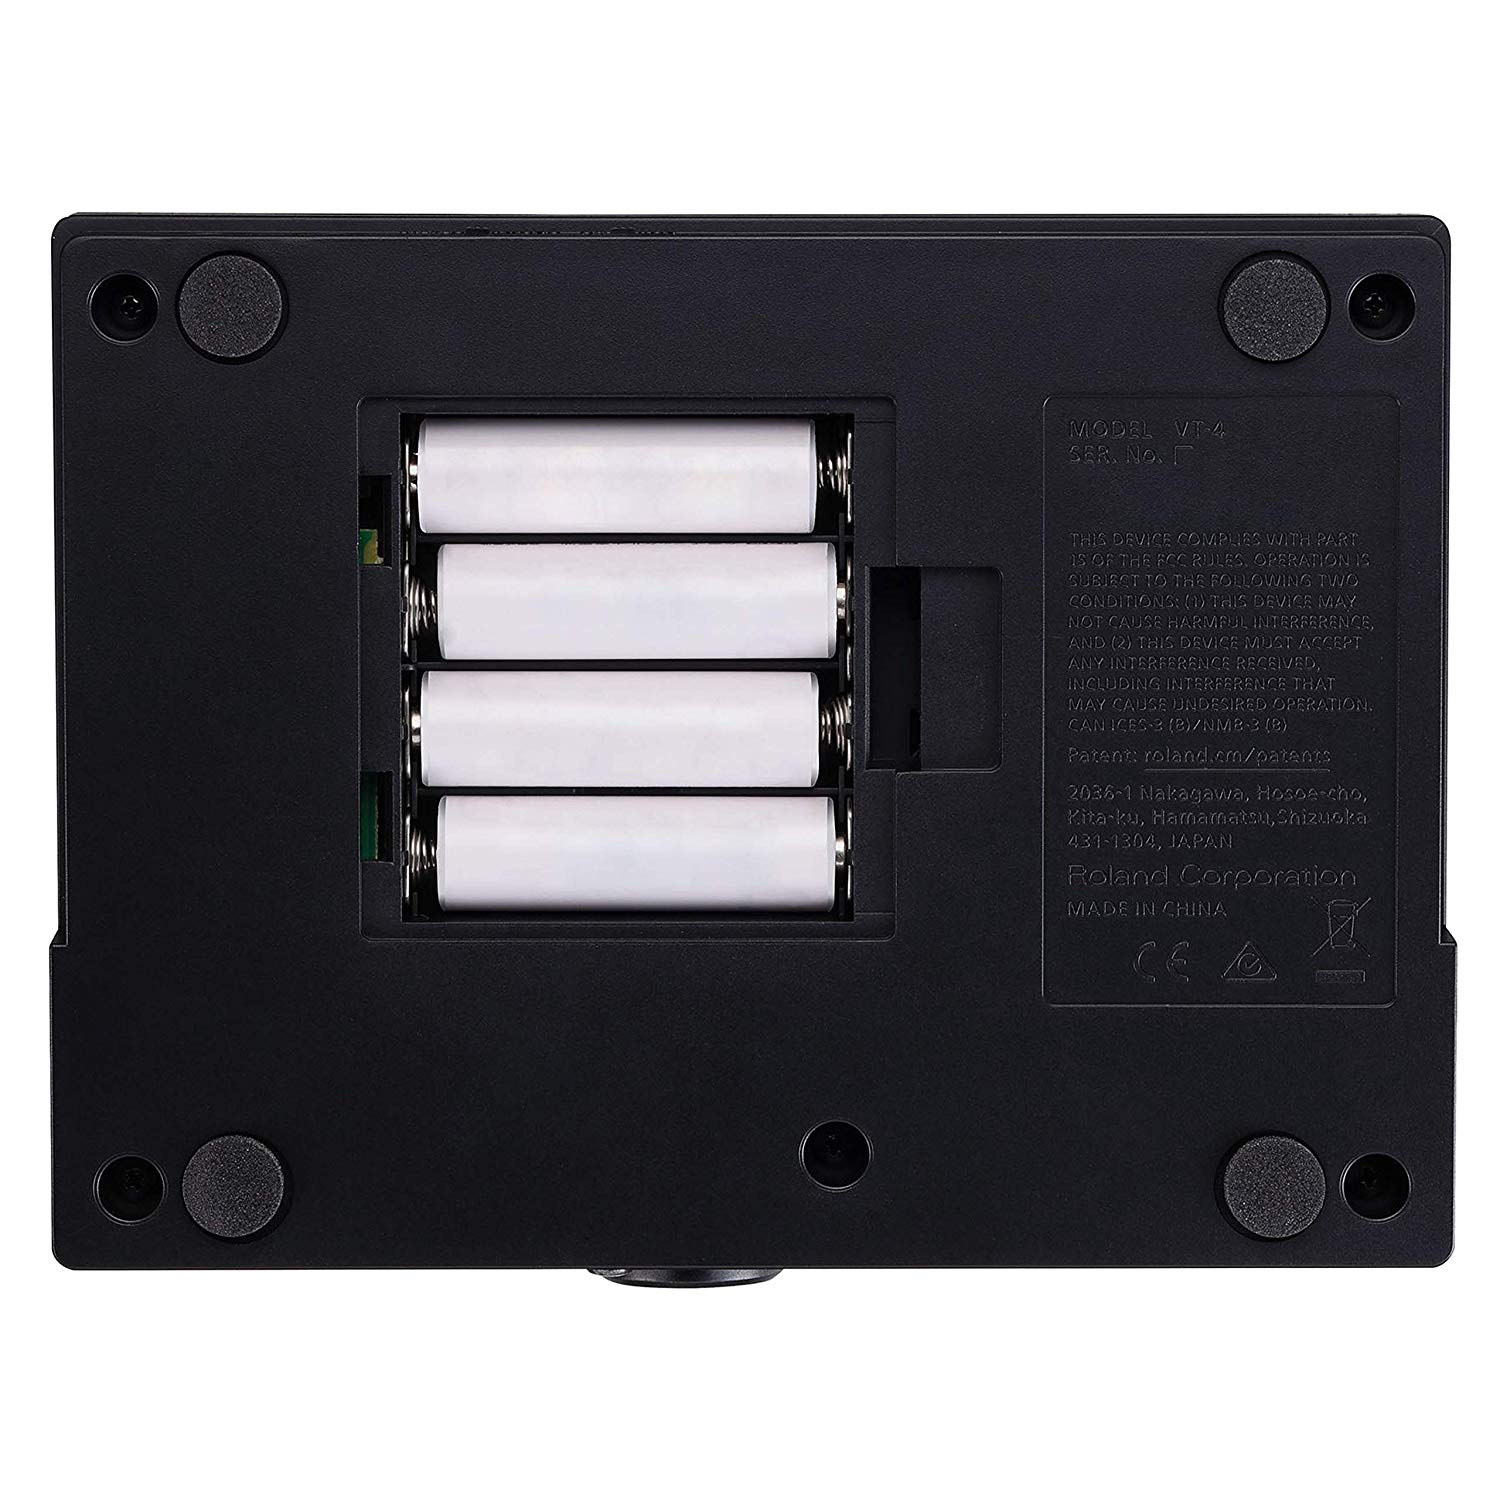 MODEL VT-4
SER. No.
THIS DEVICE COMPLIES WITH PART
15 OF THE FCC RULES. OPERATION IS
SUBJECT TO THE FOLLOWING TWO
CONDITIONS: (1) THIS DEVICE MAY
NOT CAUSE HARMFUL INTERFERENCE,
AND (2) THIS DEVICE MUST ACCEPT
ANY INTERFERENCE RECEIVED,
INCLUDING INTERFERENCE THAT
MAY CAUSE UNDESIRED OPERATION.
CAN ICES-3 (B)/NMB-3 (B)
Patent: roland.cm/patents
2036-1 Nakagawa, Hosoe-cho,
Kita-ku, Hamamatsu,Shizuoka
431-1304, JAPAN
Roland Corporation
MADE IN CHINA
CE